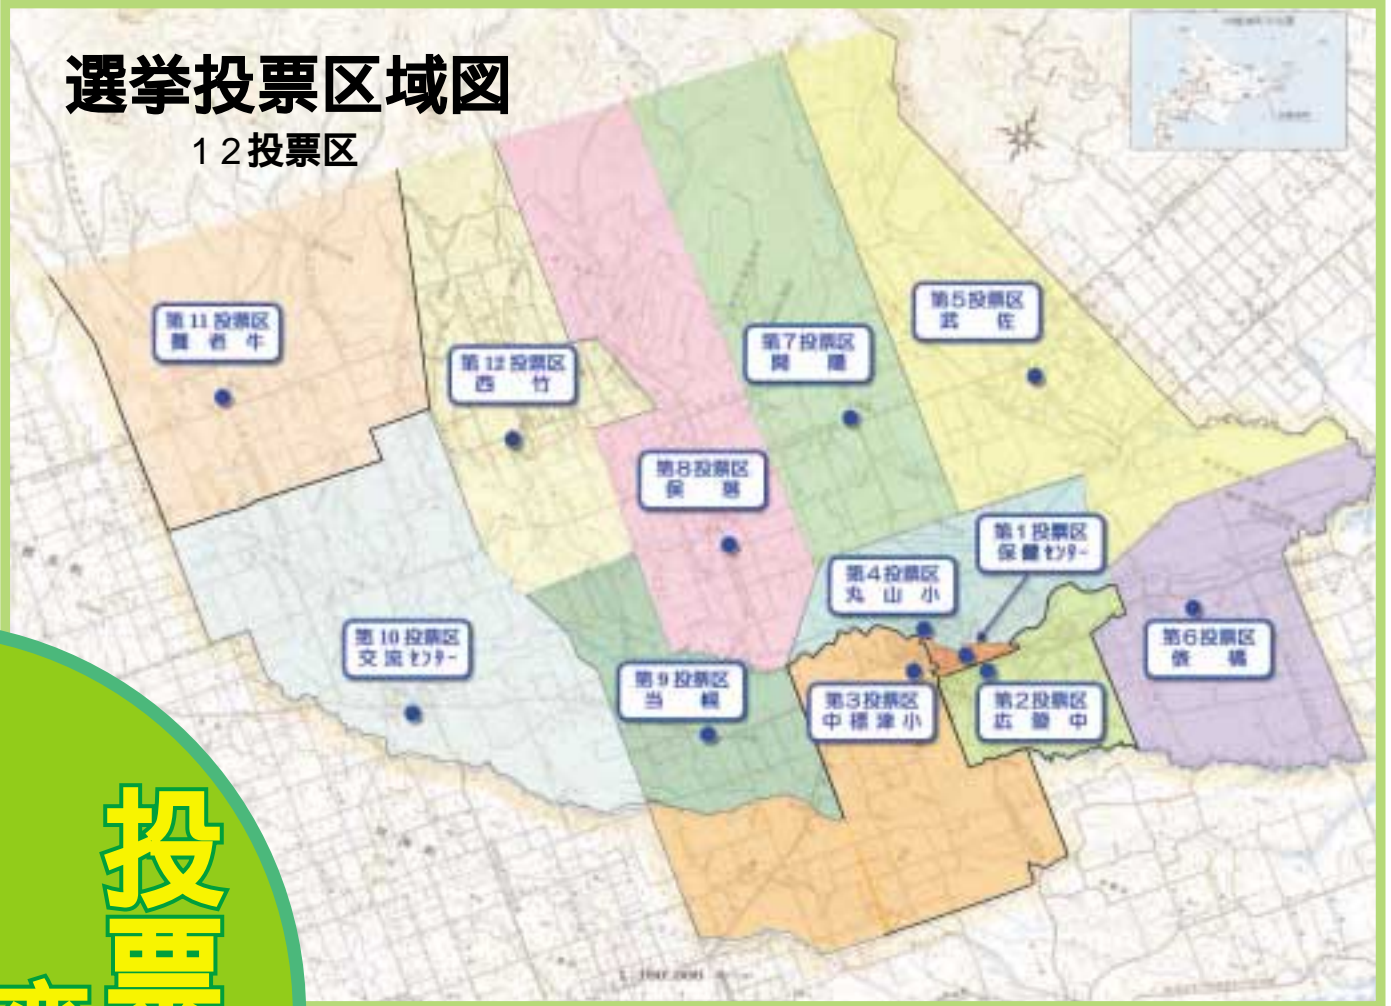 選挙投票区域図
１２投票区
第11投票区
養老牛
第12投票区
西竹
第8投票区
俣落
第7投票区
開陽
第5投票区
武佐
第1投票区
保健センター
第4投票区
丸山小
第10投票区
交流センター
第9投票区
当幌
第3投票区
中標津小
第2投票区
広陵中
第6投票区
俵橋
投票